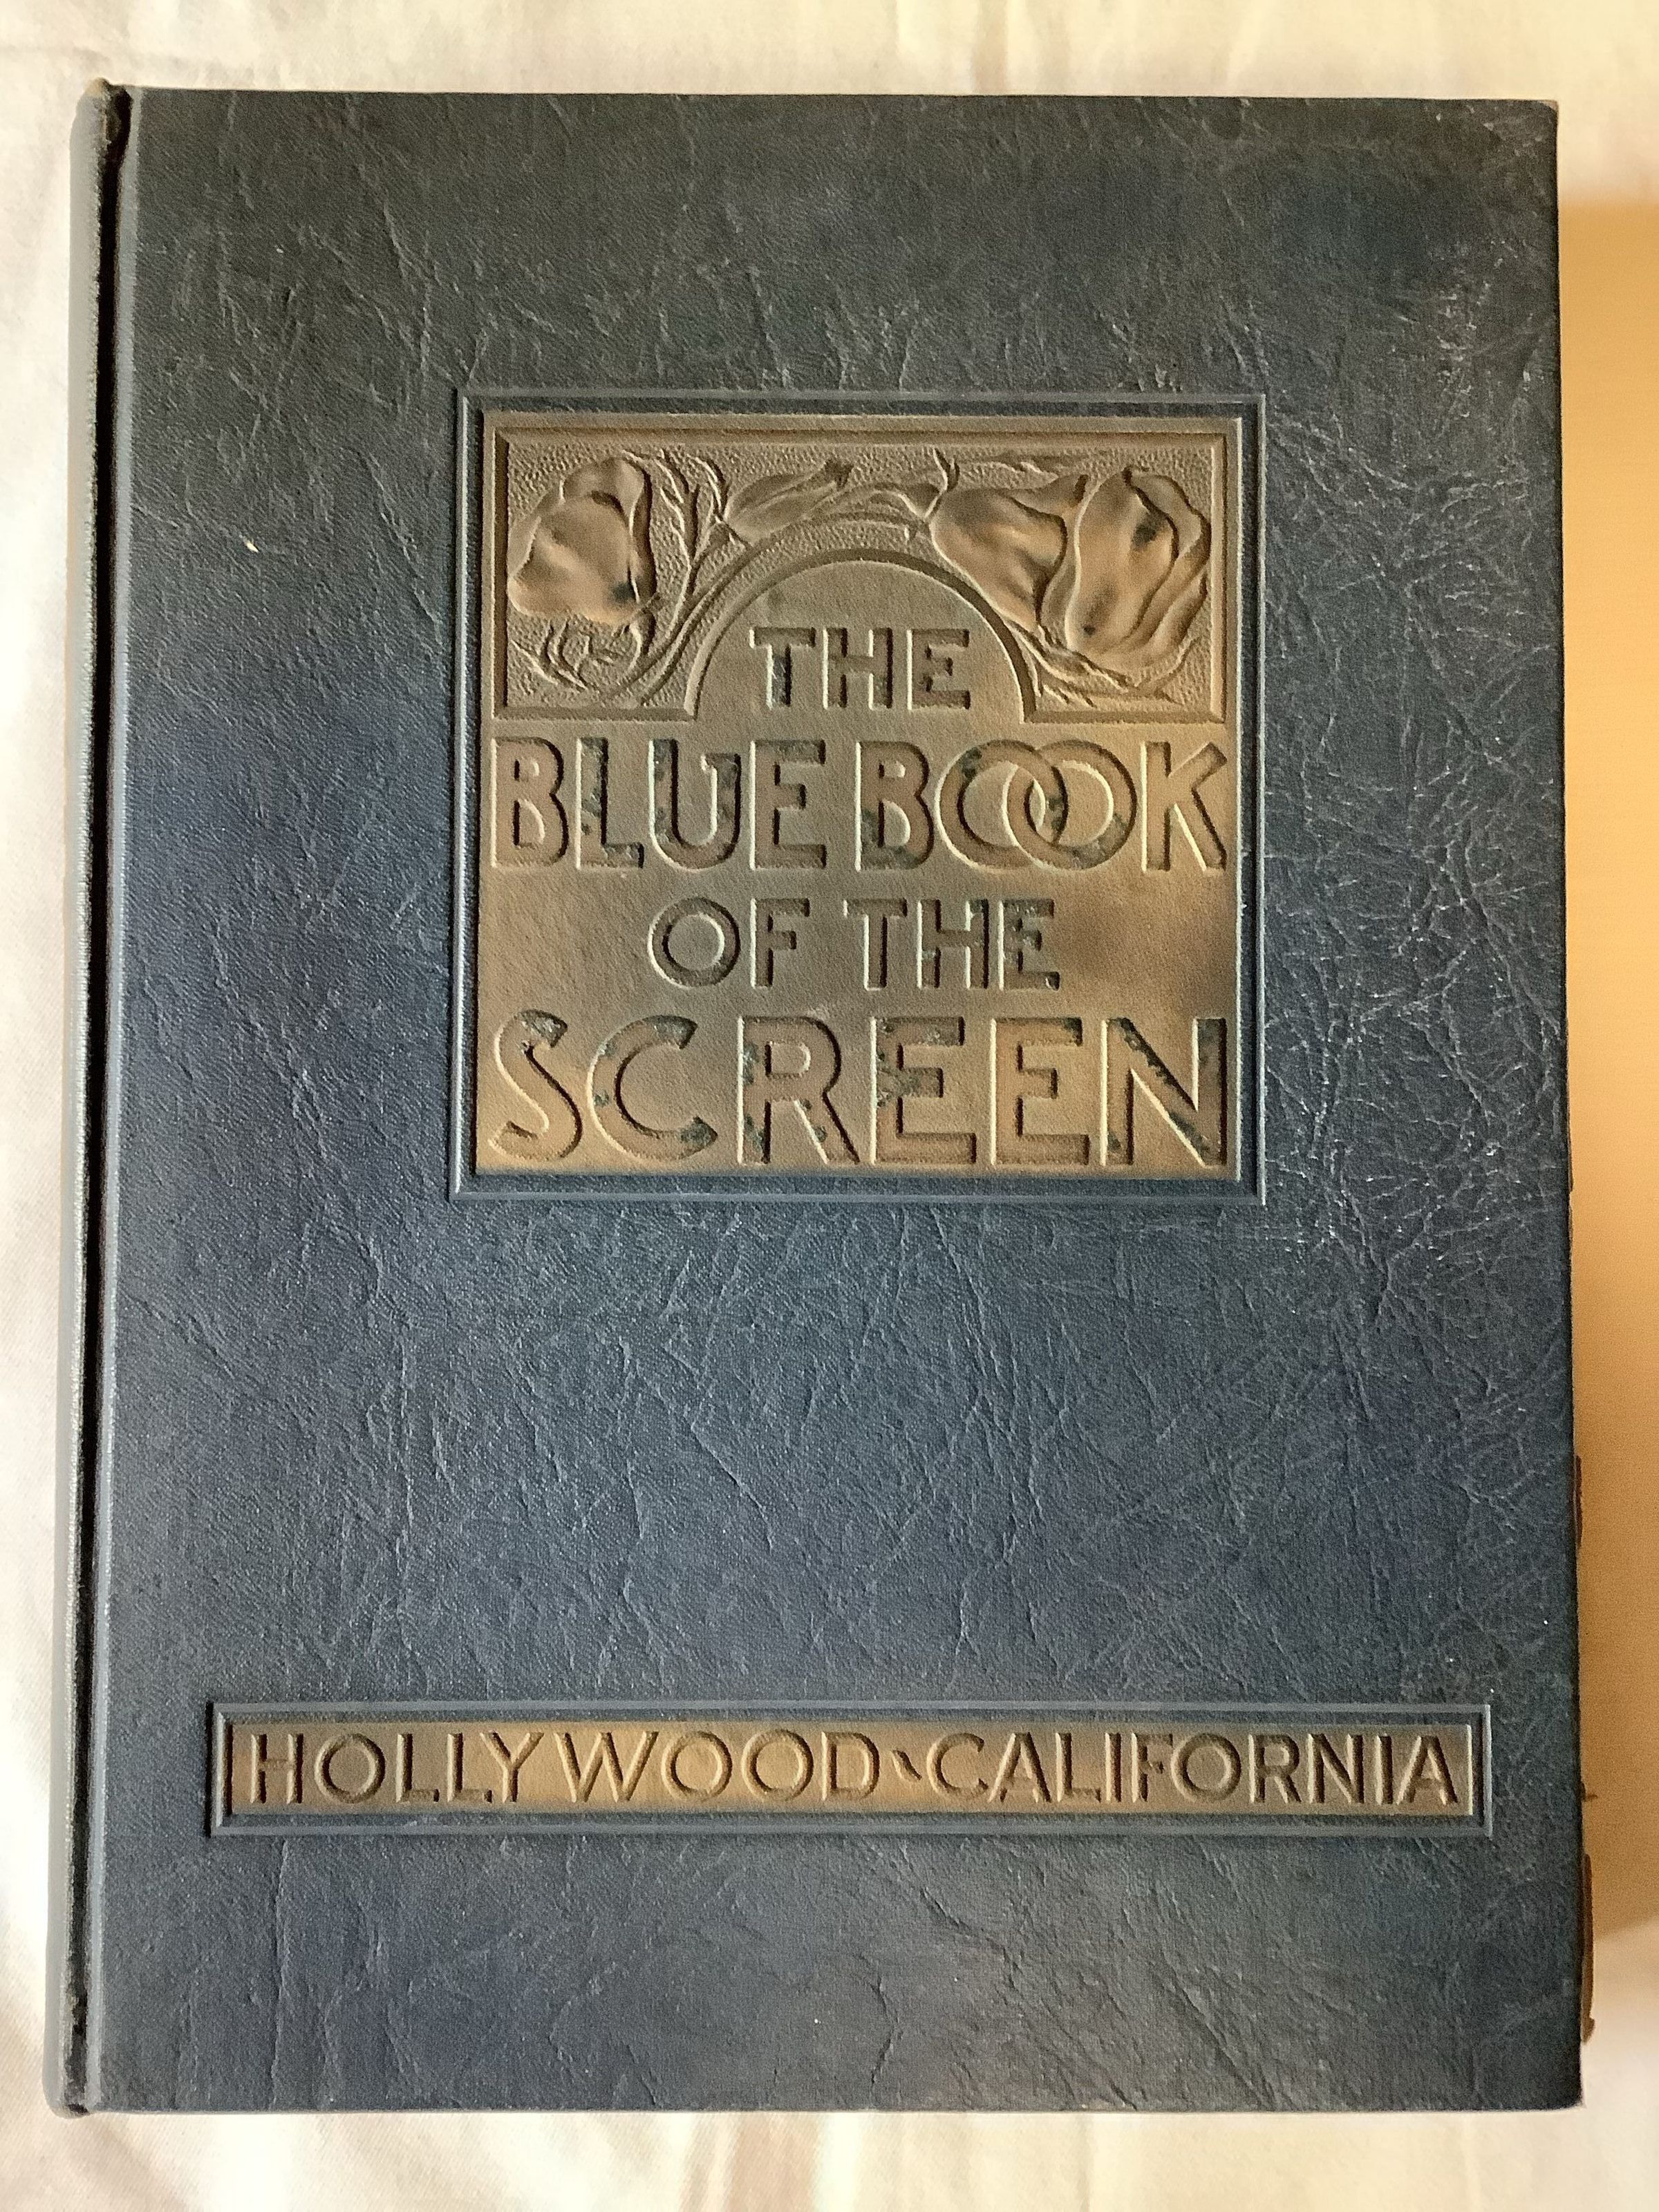 THE
BLUE BOOK
OF THE
SCREEN
HOLLYWOOD-CALIFORNIA